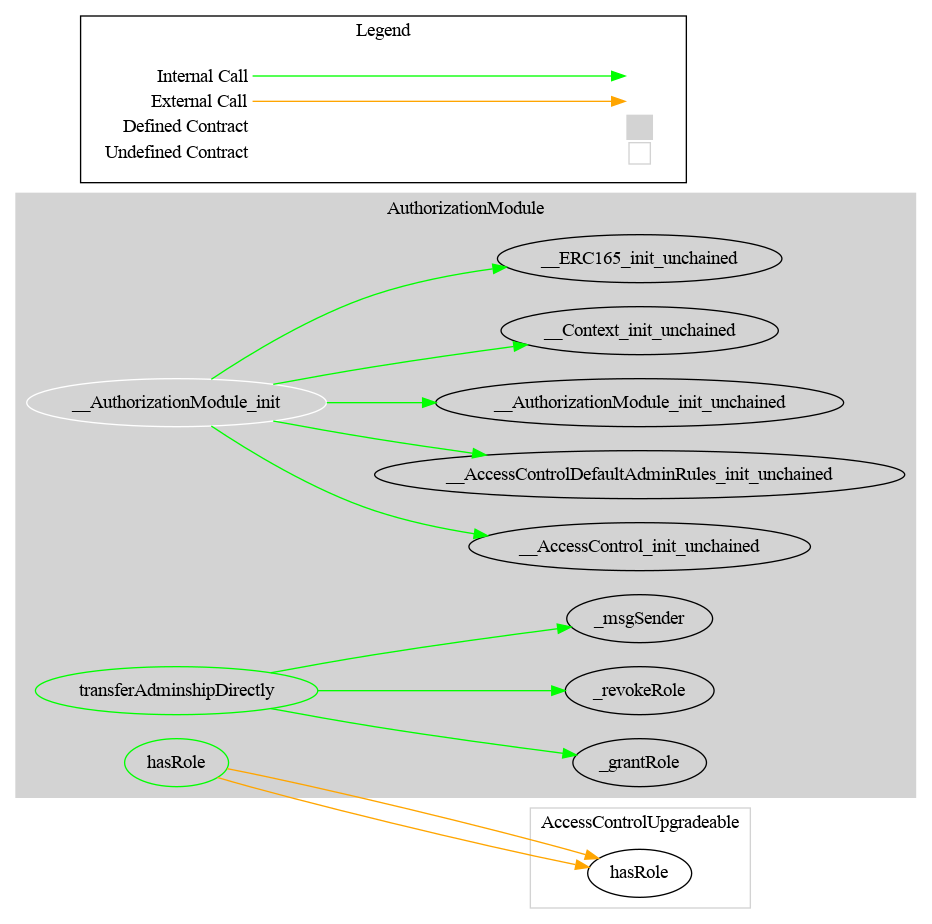 Legend
Internal Call
External Call
Defined Contract
Undefined Contract
AuthorizationModule
__ERC165_init_unchained
__Context_init_unchained
__AuthorizationModule_init
__AuthorizationModule_init_unchained
__AccessControlDefaultAdminRules_init_unchained
__AccessControl_init_unchained
_msgSender
transferAdminshipDirectly
_revokeRole
hasRole
_grantRole
AccessControlUpgradeable
hasRole